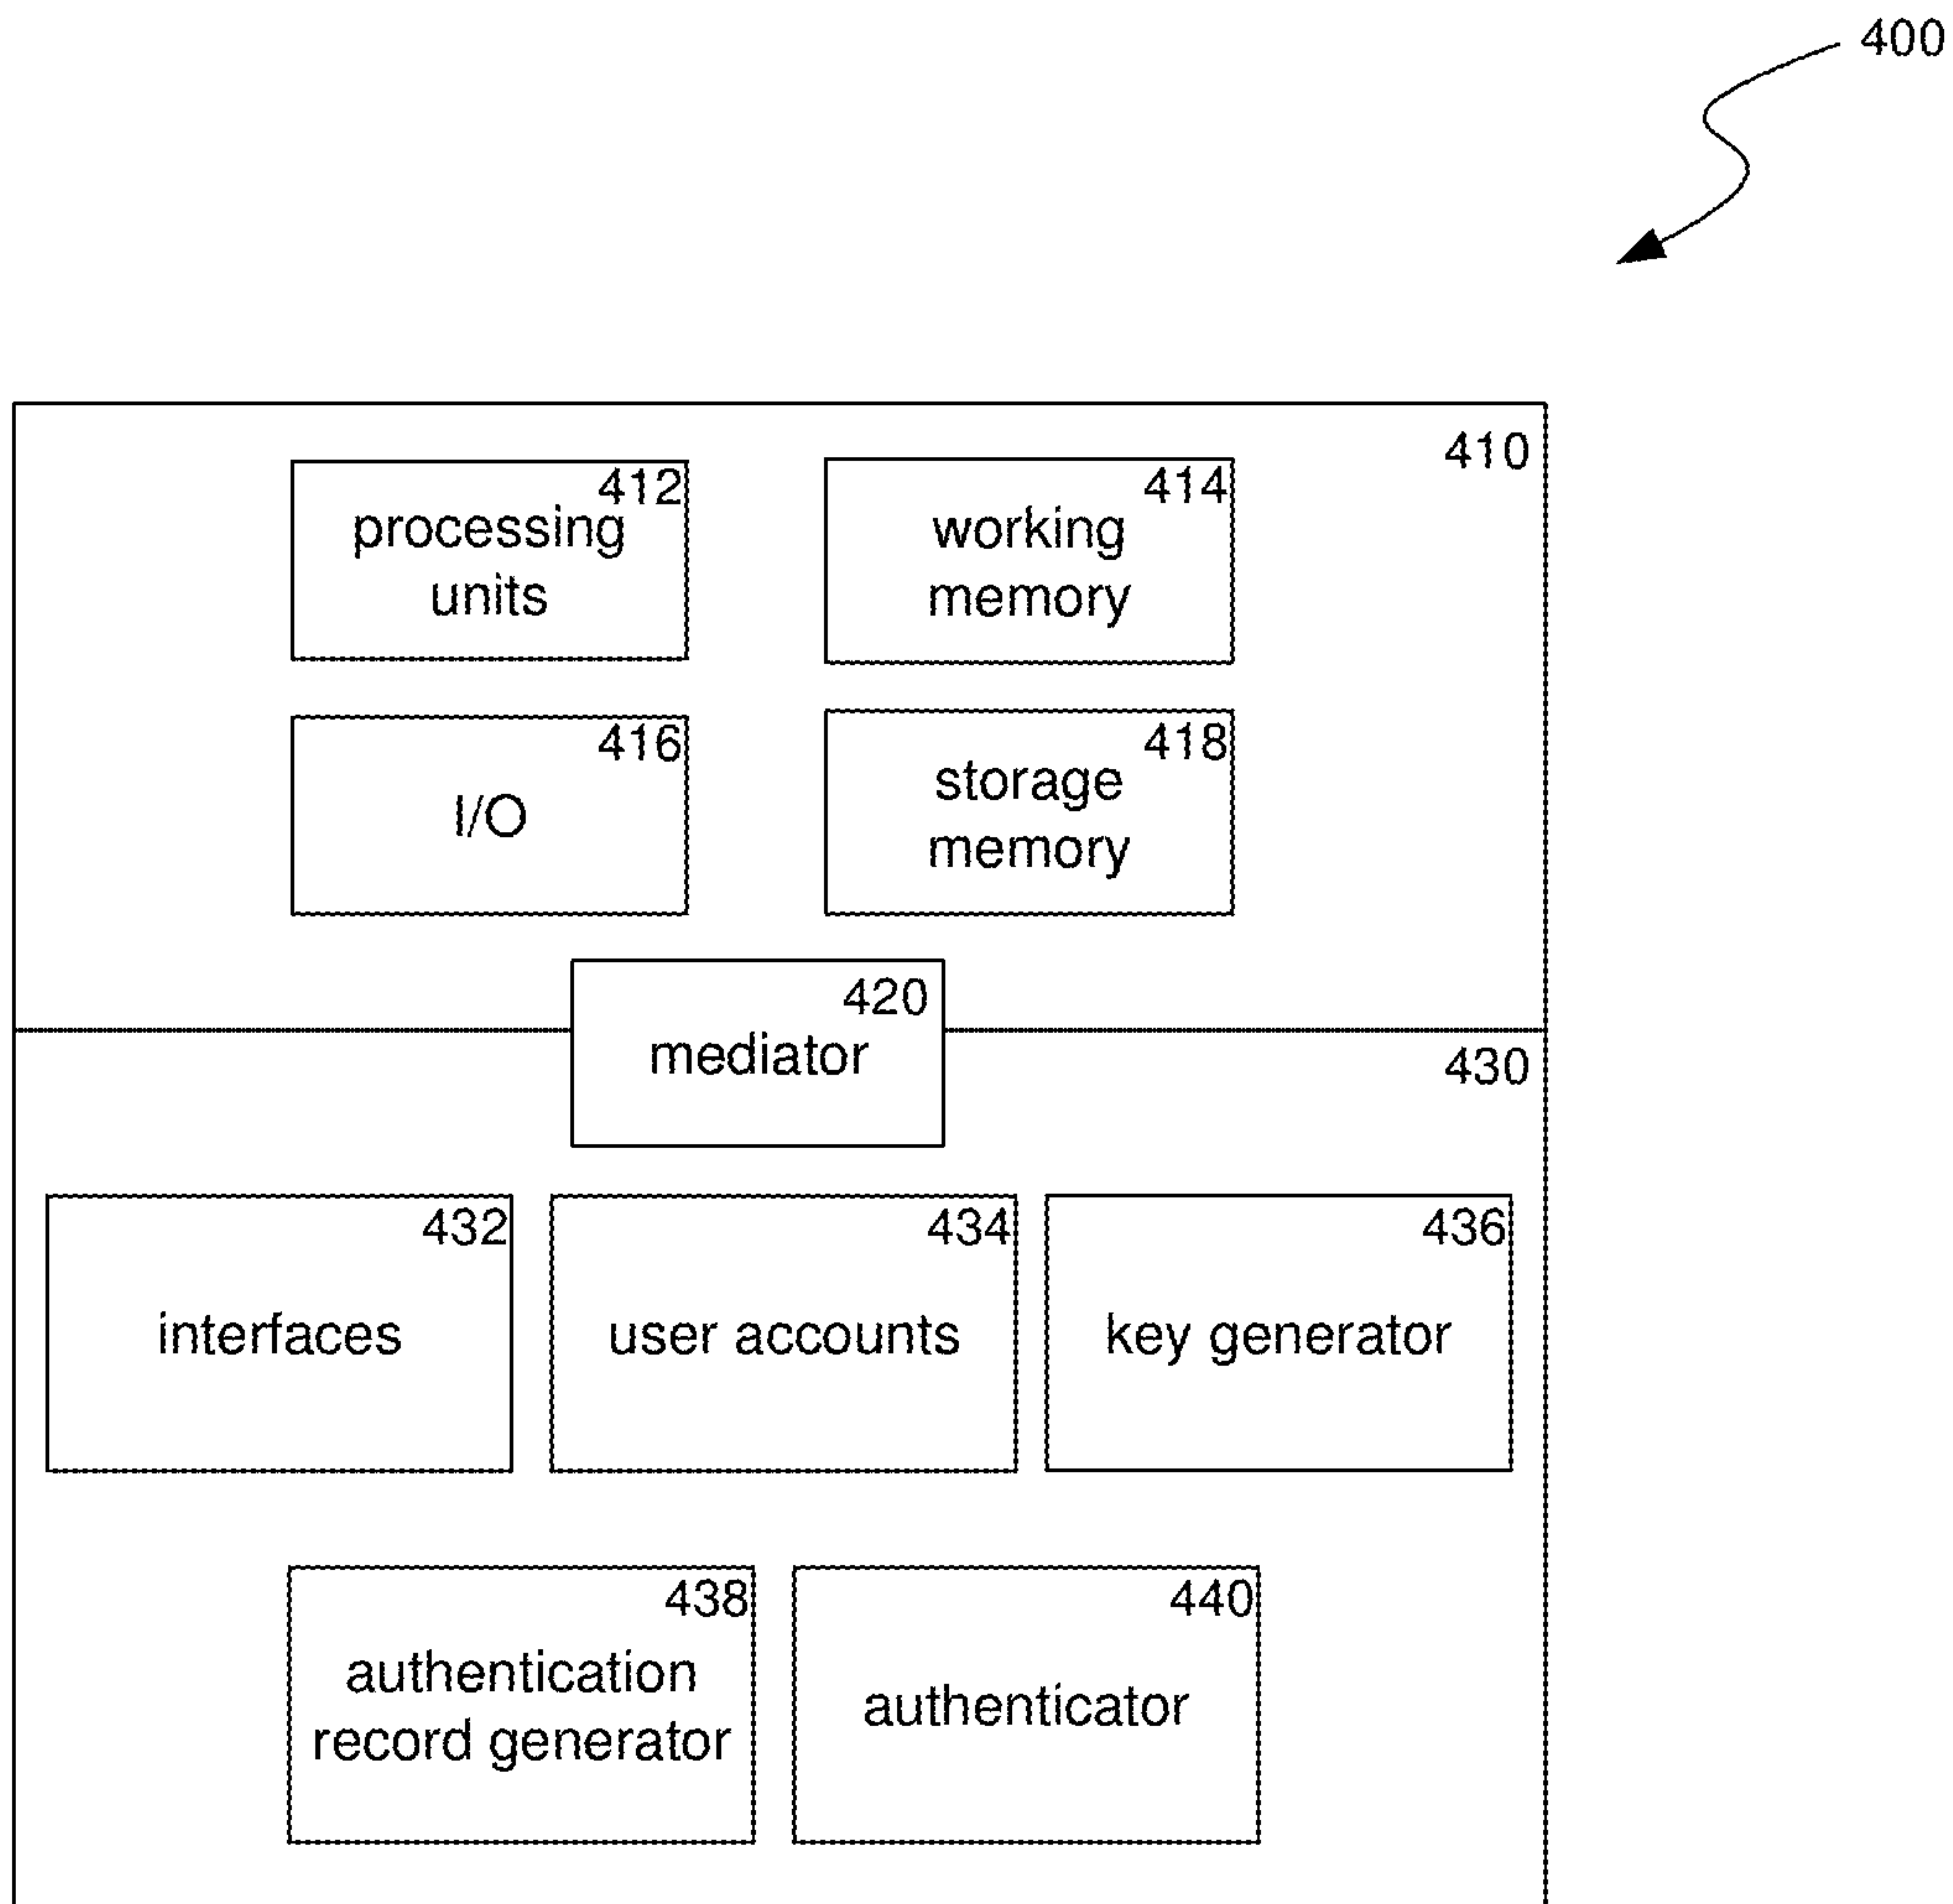 400
410
412
processing
units
414
working
memory
416
I/O
418
storage
memory
420
mediator
430
432
interfaces
434
user accounts
436
key generator
438
authentication
record generator
440
authenticator